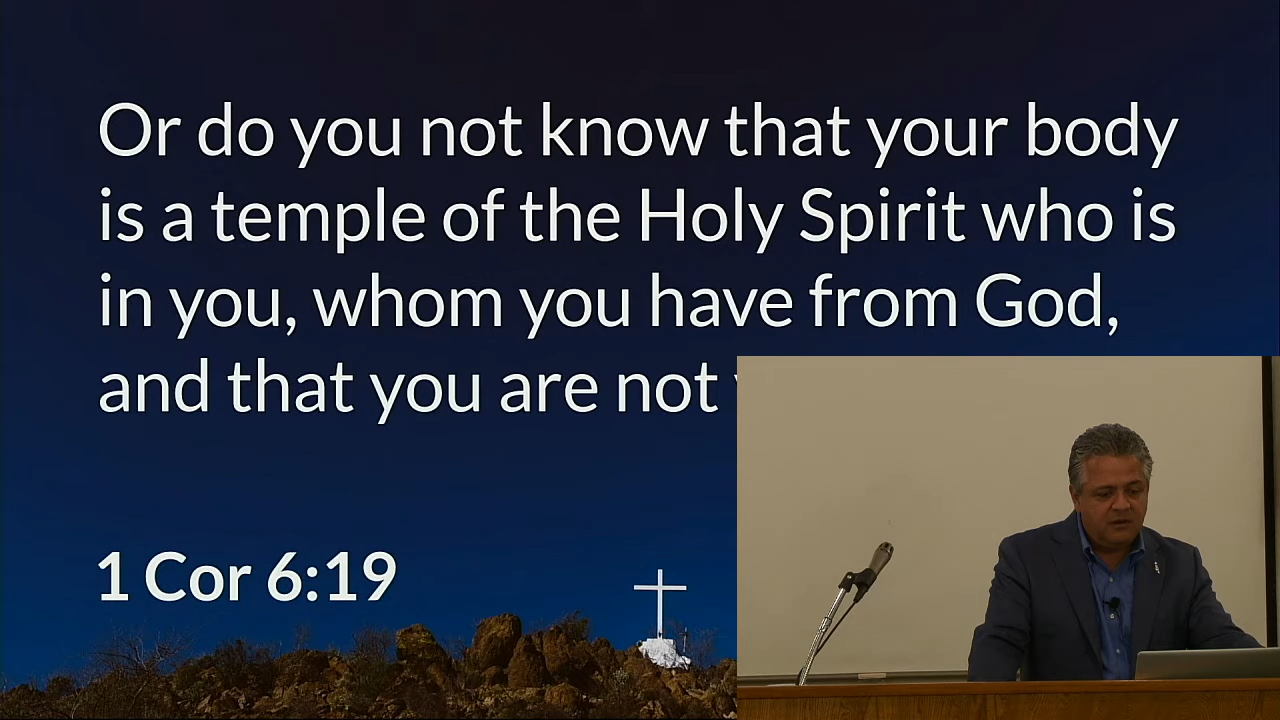 Or do you not know that your body
is a temple of the Holy Spirit who is
in you, whom you have from God,
and that you are not
1 Cor 6:19